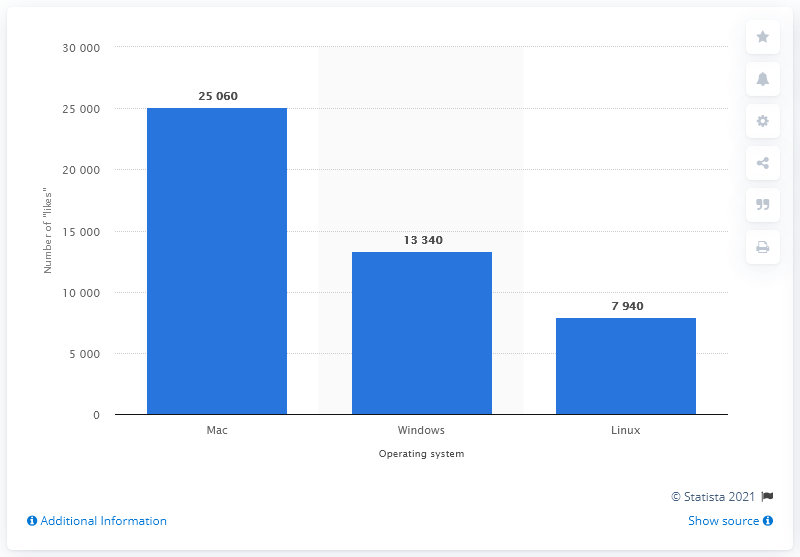 30 000
25 000
20 000
15 000
10 000
5 000
0
Number of "likes"
25 060
13 340
7 940
Mac
Windows
Linux
Operating system
© Statista 2021
Additional Information
Show source